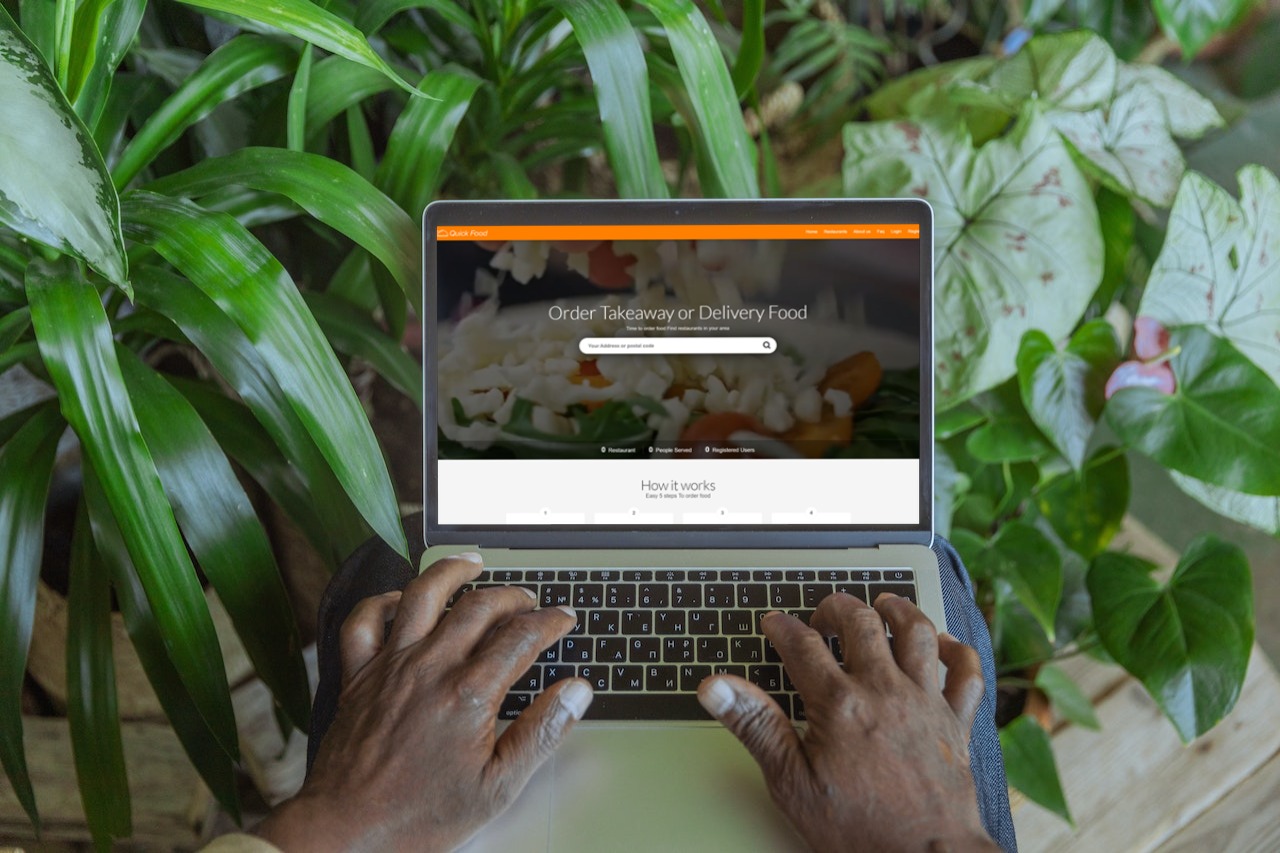 Quick Food
Home Restaurants About us Faq Login
Order Takeaway or Delivery Food
Time to order food Find restaurants in your area
Your Address or postal code
0 Restaurant 0 People Served 0 Registered Users
How it works
Easy 5 steps To order food
1 2 3 4
option